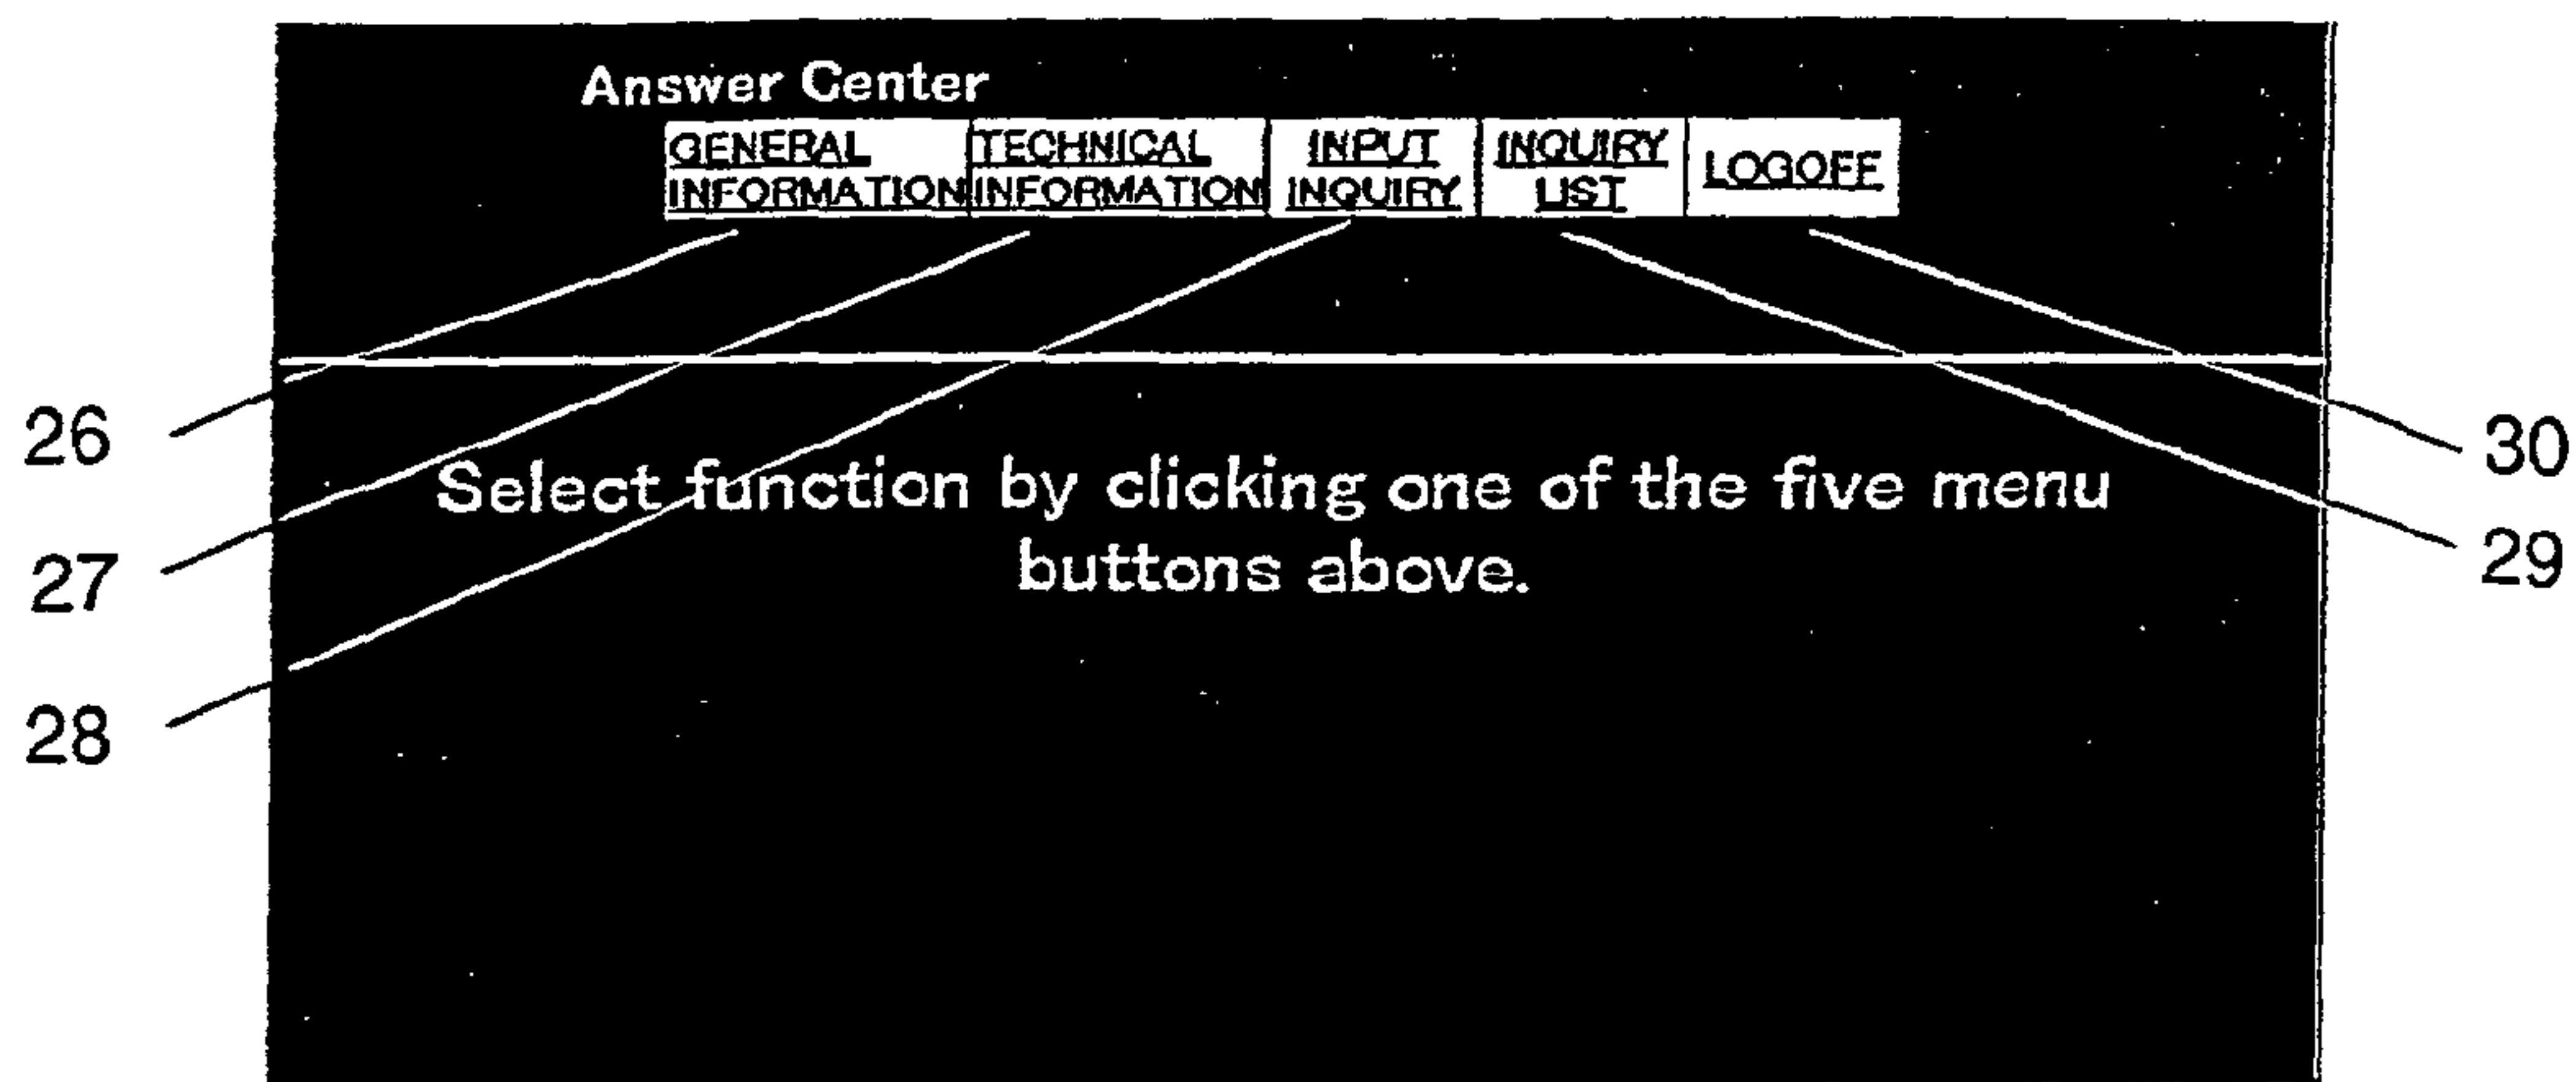 Answer Center
GENERAL INFORMATION
TECHNICAL INFORMATION
INPUT INQUIRY
INQUIRY LIST
LOGOFF
26
27
28
30
29
Select function by clicking one of the five menu
buttons above.